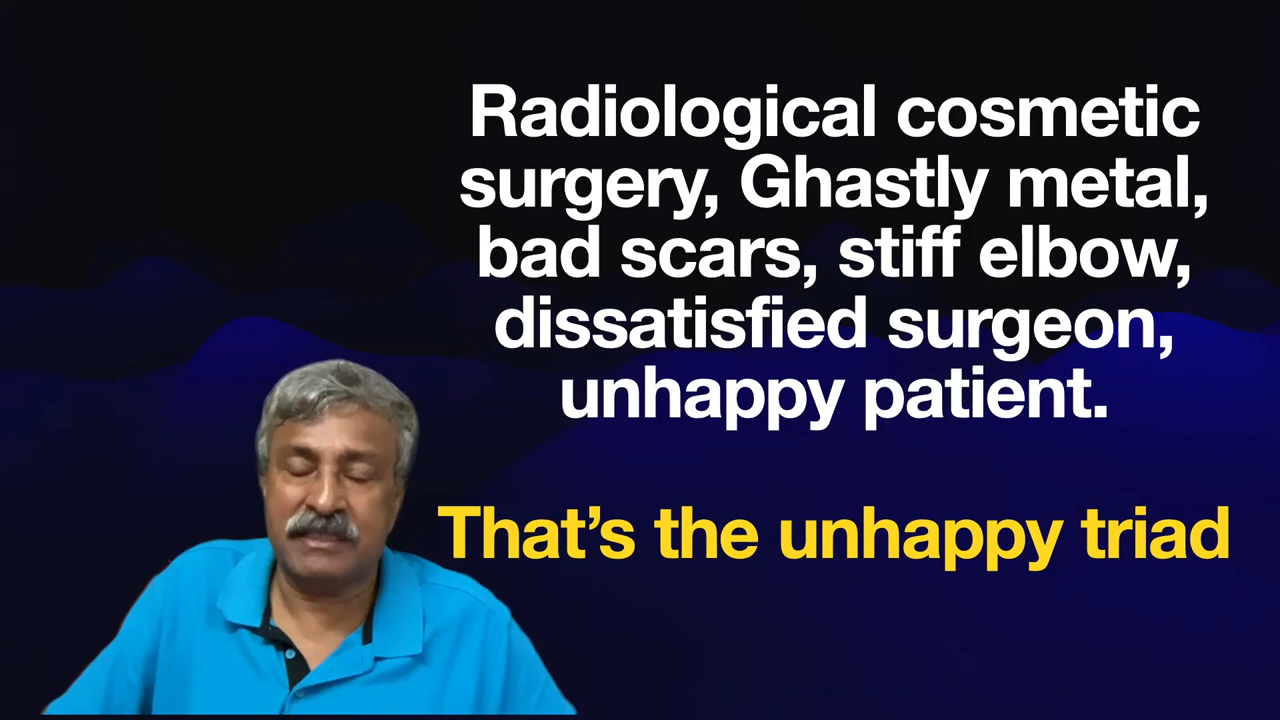 Radiological cosmetic
surgery, Ghastly metal,
bad scars, stiff elbow,
dissatisfied surgeon,
unhappy patient.
That’s the unhappy triad